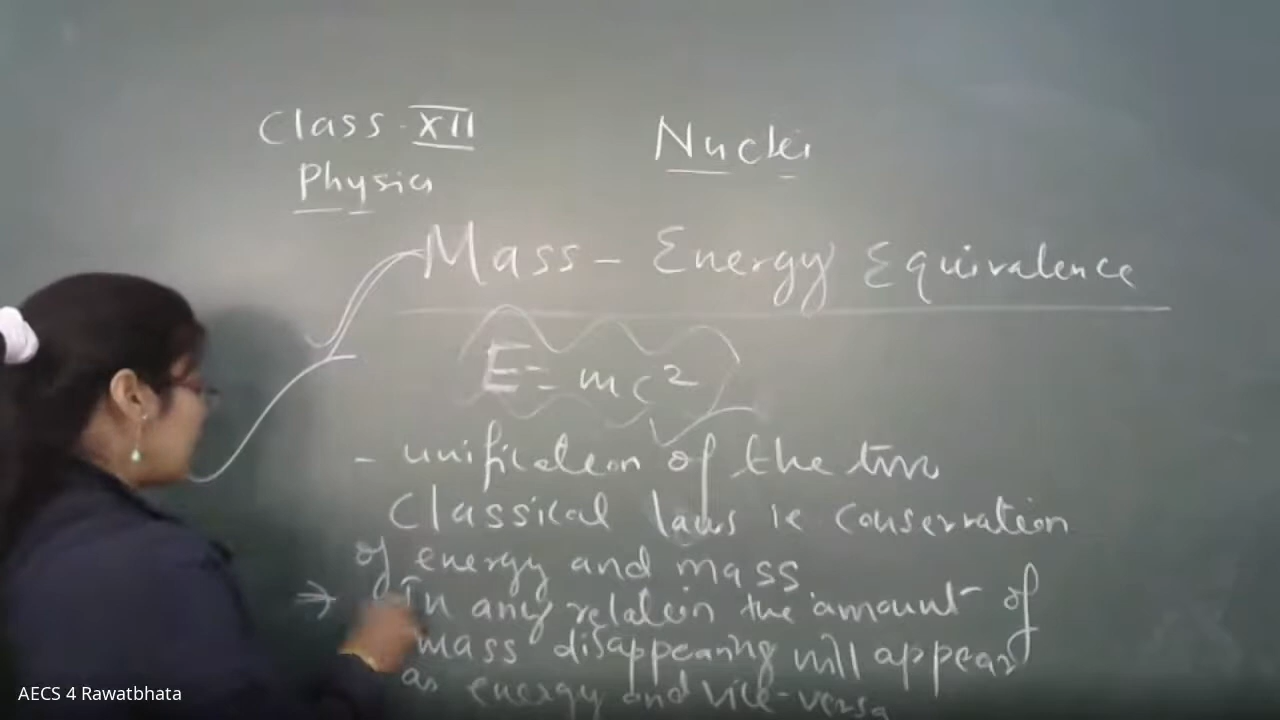 Class XII
Physics
Nuclei
Mass - Energy Equivalence
E = mc²
- unification of the two
Classical laws ie conservation
of energy and mass
→ In any relation the amount of
mass disappearing will appear
as energy and vice-versa
AECS 4 Rawatbhata